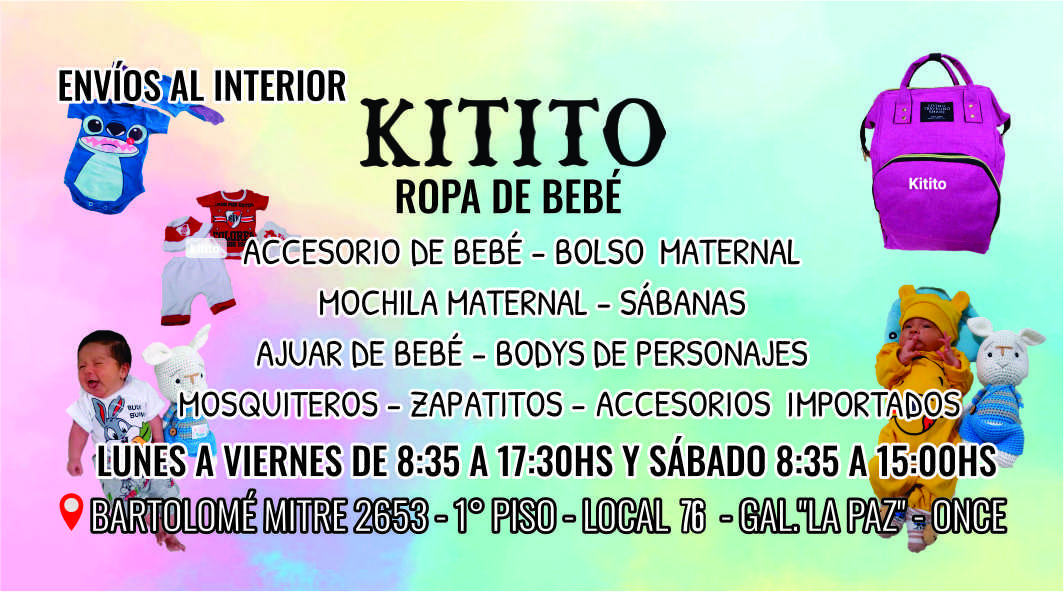 ENVÍOS AL INTERIOR
KITITO
ROPA DE BEBÉ
Kitito
kitito
ACCESORIO DE BEBÉ - BOLSO MATERNAL
MOCHILA MATERNAL - SÁBANAS
AJUAR DE BEBÉ - BODYS DE PERSONAJES
MOSQUITEROS - ZAPATITOS - ACCESORIOS IMPORTADOS
LUNES A VIERNES DE 8:35 A 17:30HS Y SÁBADO 8:35 A 15:00HS
BARTOLOMÉ MITRE 2653 - 1° PISO - LOCAL 76 - GAL."LA PAZ" - ONCE